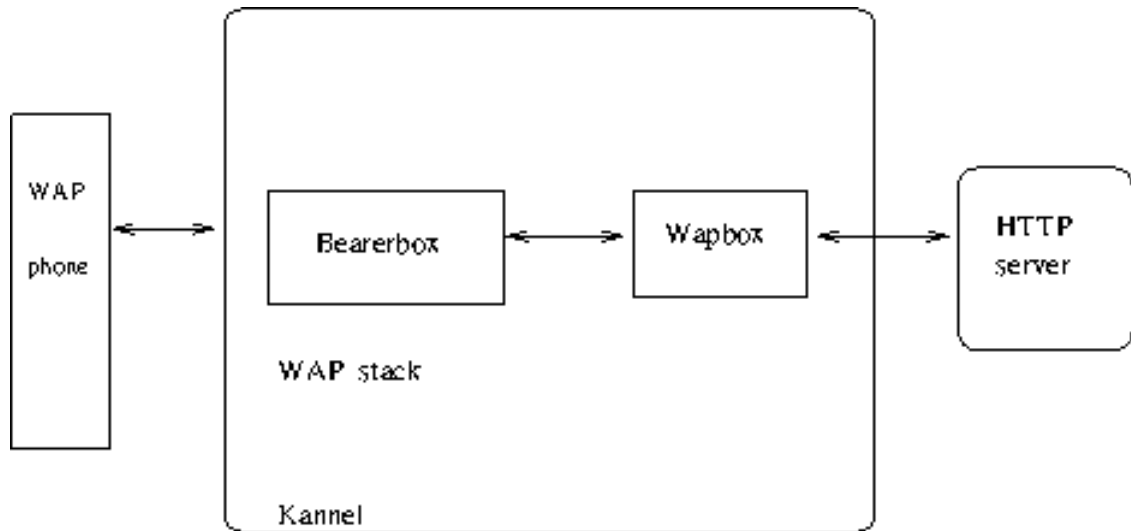 WAP
phone
Bearerbox
Wapbox
HTTP
server
WAP stack
Kannel